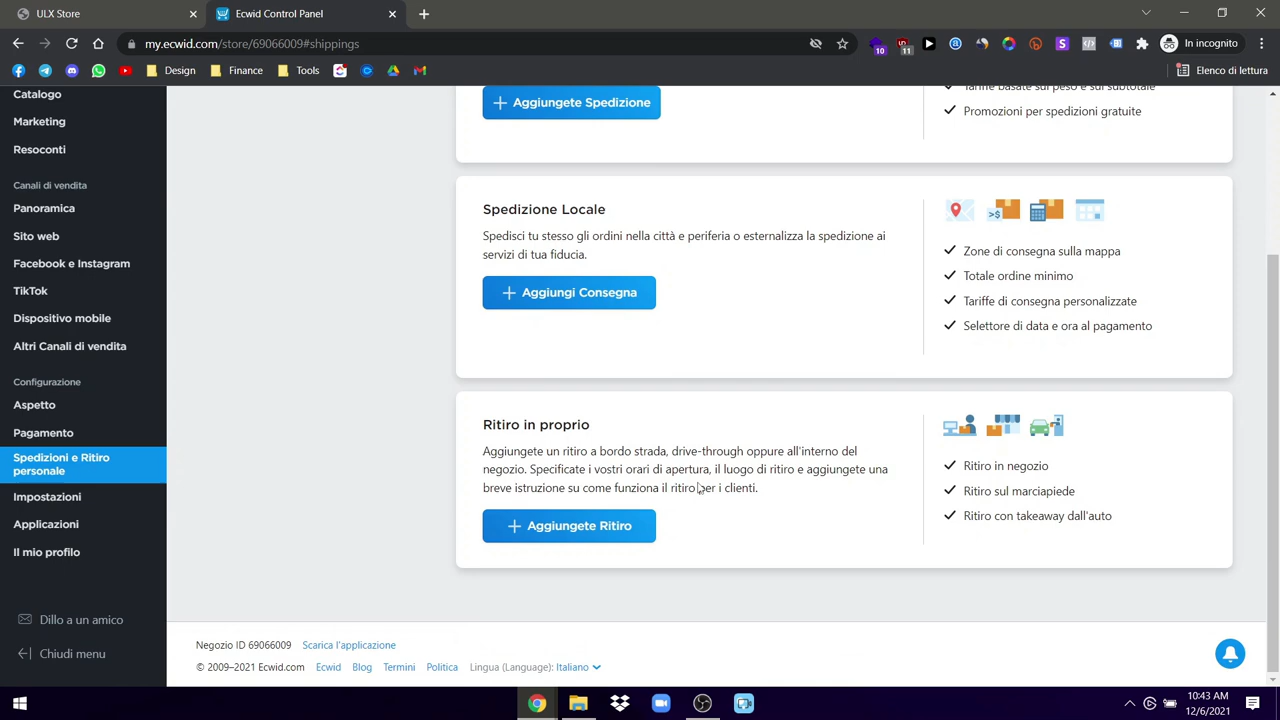 ULX Store
Ecwid Control Panel
my.ecwid.com/store/69066009#shippings
10
11
In incognito
Design
Finance
Tools
Elenco di lettura
Catalogo
Marketing
Resoconti
Canali di vendita
Panoramica
Sito web
Facebook e Instagram
TikTok
Dispositivo mobile
Altri Canali di vendita
Configurazione
Aspetto
Pagamento
Spedizioni e Ritiro
personale
Impostazioni
Applicazioni
Il mio profilo
Dillo a un amico
Chiudi menu
Aggiungete Spedizione
Tariffe basate sul peso e sul subtotale
Promozioni per spedizioni gratuite
Spedizione Locale
Spedisci tu stesso gli ordini nella città e periferia o esternalizza la spedizione ai
servizi di tua fiducia.
Aggiungi Consegna
Zone di consegna sulla mappa
Totale ordine minimo
Tariffe di consegna personalizzate
Selettore di data e ora al pagamento
Ritiro in proprio
Aggiungete un ritiro a bordo strada, drive-through oppure all'interno del
negozio. Specificate i vostri orari di apertura, il luogo di ritiro e aggiungete una
breve istruzione su come funziona il ritiro per i clienti.
Aggiungete Ritiro
Ritiro in negozio
Ritiro sul marciapiede
Ritiro con takeaway dall'auto
Negozio ID 69066009 Scarica l'applicazione
© 2009–2021 Ecwid.com Ecwid Blog Termini Politica Lingua (Language): Italiano
10:43 AM
12/6/2021